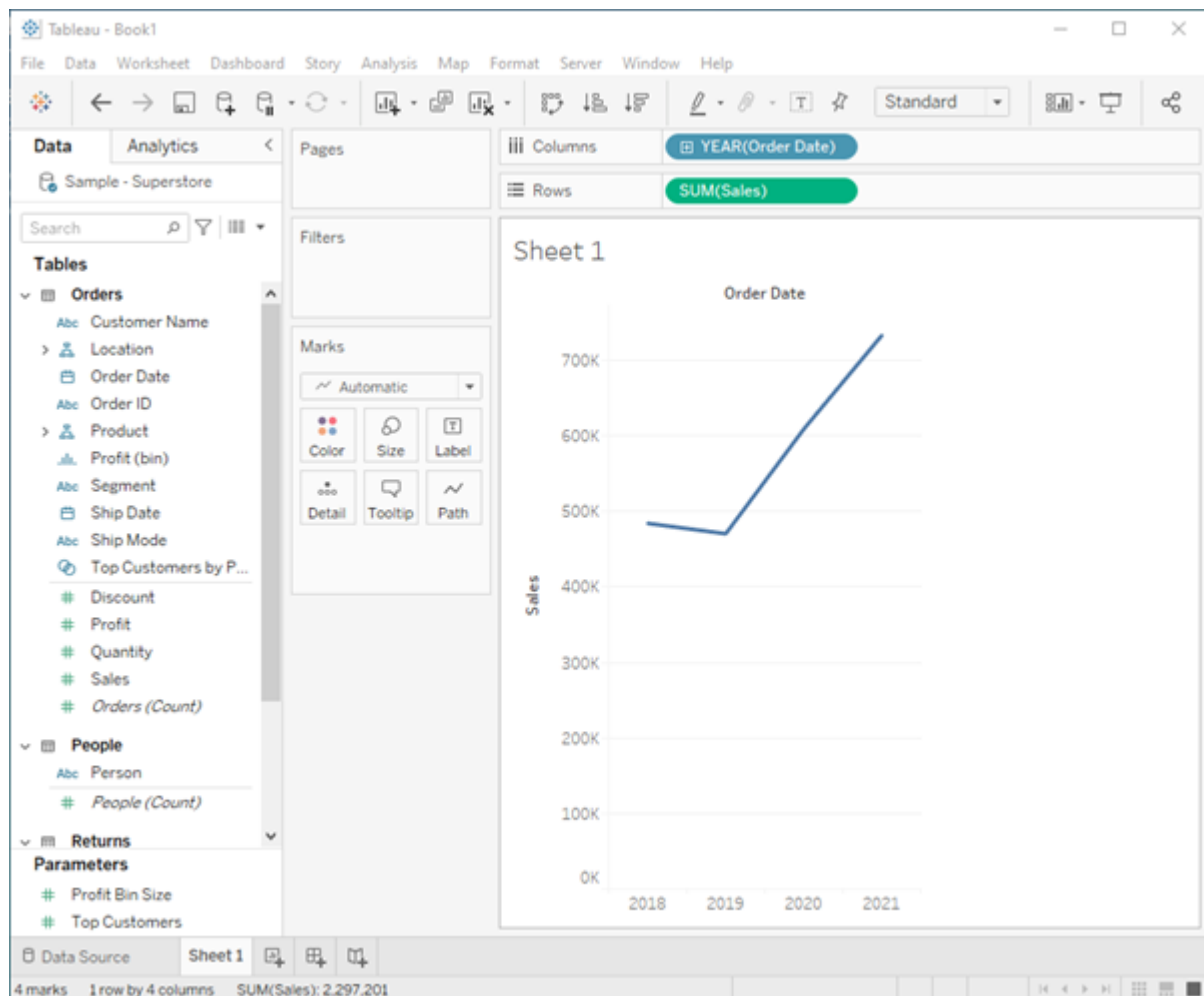 Tableau - Book1
File Data Worksheet Dashboard Story Analysis Map Format Server Window Help
Standard
Data Analytics
Sample - Superstore
Search
Tables
Orders
Abc Customer Name
Location
Order Date
Abc Order ID
Product
Profit (bin)
Abc Segment
Ship Date
Abc Ship Mode
Top Customers by P...
# Discount
# Profit
# Quantity
# Sales
# Orders (Count)
People
Abc Person
# People (Count)
Returns
Parameters
# Profit Bin Size
# Top Customers
Pages
Filters
Marks
Automatic
Color Size Label
Detail Tooltip Path
Columns YEAR(Order Date)
Rows SUM(Sales)
Sheet 1
Order Date
700K
600K
500K
400K
300K
200K
100K
0K
Sales
2018 2019 2020 2021
Data Source Sheet 1
4 marks 1 row by 4 columns SUM(Sales): 2,297,201